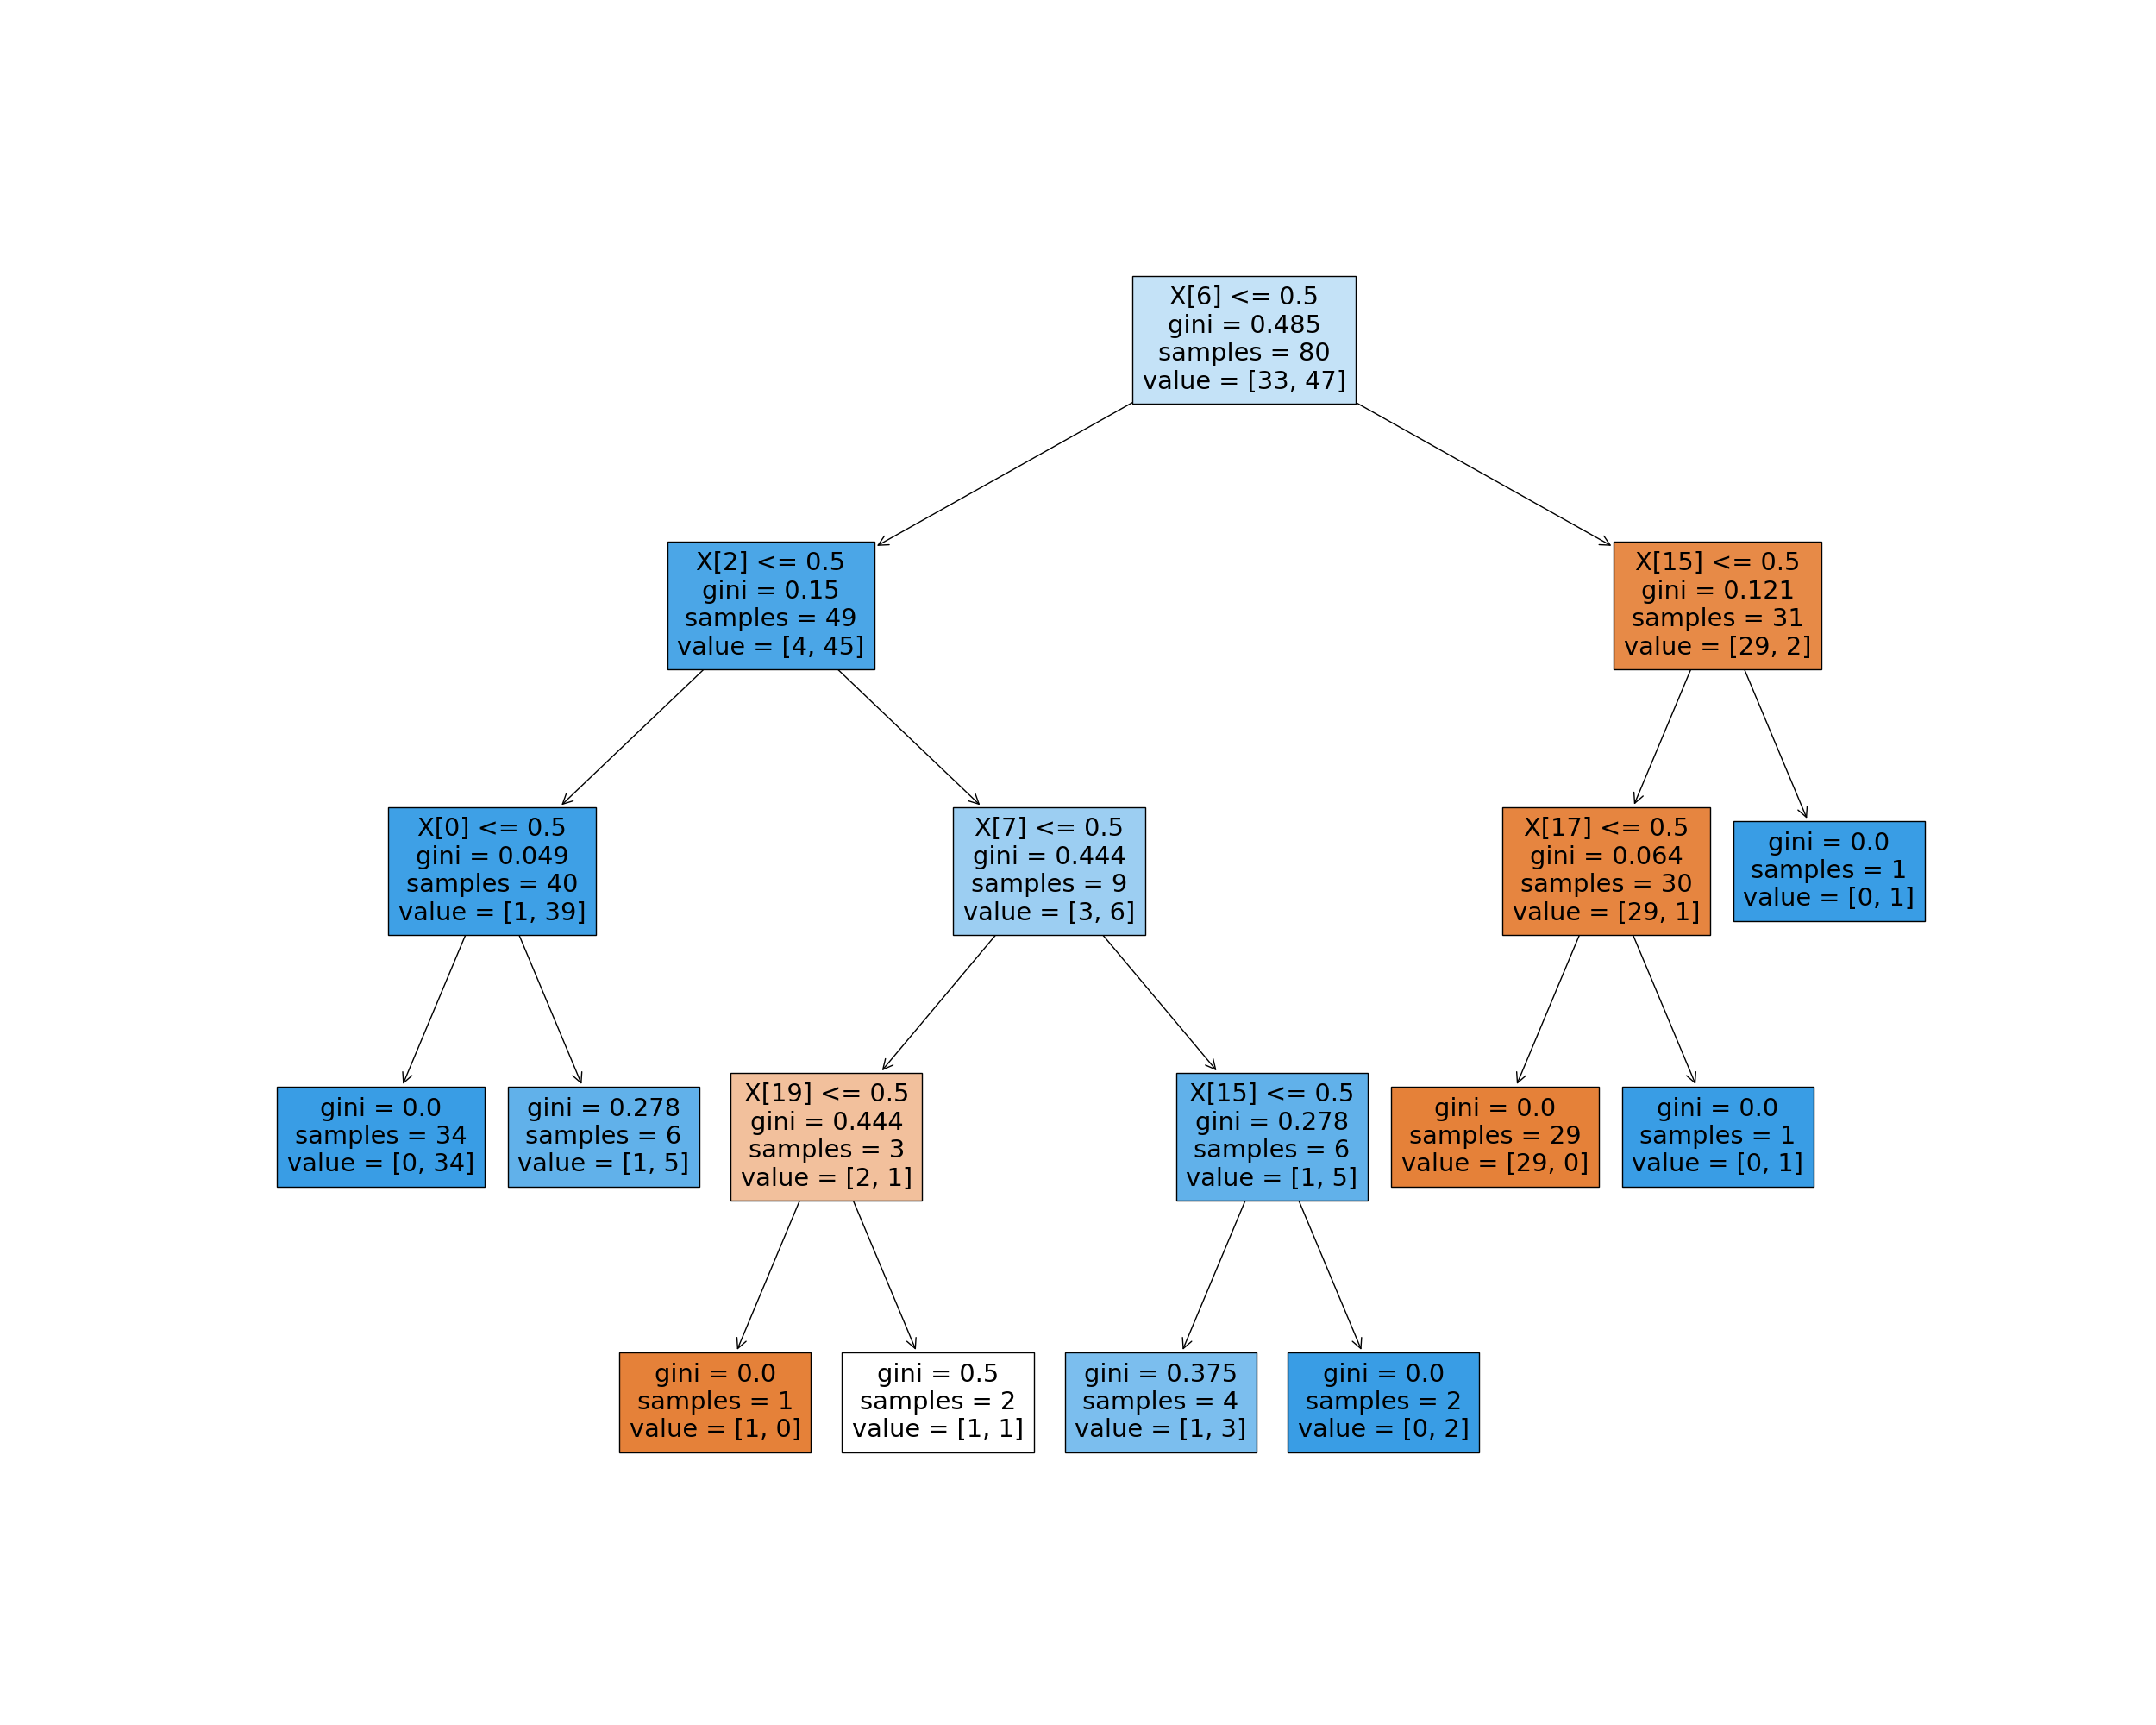 X[6] <= 0.5
gini = 0.485
samples = 80
value = [33, 47]
X[2] <= 0.5
gini = 0.15
samples = 49
value = [4, 45]
X[15] <= 0.5
gini = 0.121
samples = 31
value = [29, 2]
X[0] <= 0.5
gini = 0.049
samples = 40
value = [1, 39]
X[7] <= 0.5
gini = 0.444
samples = 9
value = [3, 6]
X[17] <= 0.5
gini = 0.064
samples = 30
value = [29, 1]
gini = 0.0
samples = 1
value = [0, 1]
gini = 0.0
samples = 34
value = [0, 34]
gini = 0.278
samples = 6
value = [1, 5]
X[19] <= 0.5
gini = 0.444
samples = 3
value = [2, 1]
X[15] <= 0.5
gini = 0.278
samples = 6
value = [1, 5]
gini = 0.0
samples = 29
value = [29, 0]
gini = 0.0
samples = 1
value = [0, 1]
gini = 0.0
samples = 1
value = [1, 0]
gini = 0.5
samples = 2
value = [1, 1]
gini = 0.375
samples = 4
value = [1, 3]
gini = 0.0
samples = 2
value = [0, 2]